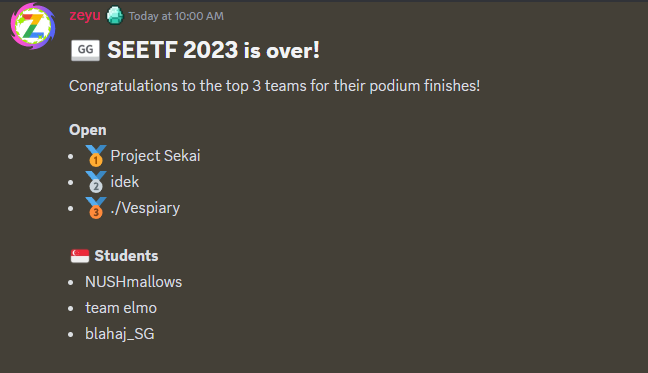 zeyu Today at 10:00 AM
GG SEETF 2023 is over!
Congratulations to the top 3 teams for their podium finishes!
Open
• 1 Project Sekai
• 2 idek
• 3 ./Vespiary
Students
• NUSHmallows
• team elmo
• blahaj_SG